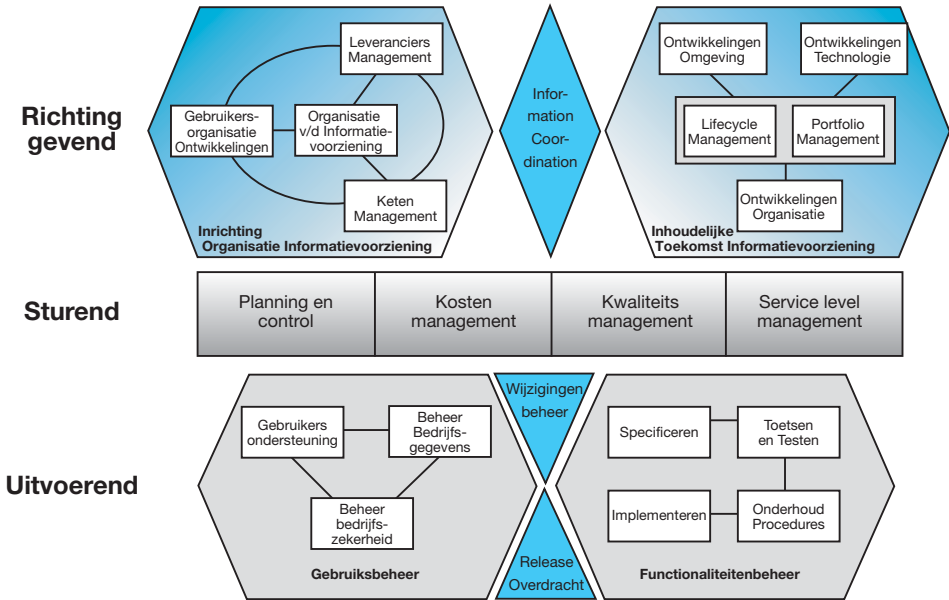 Richting
gevend
Leveranciers
Management
Gebruikers-
organisatie
Ontwikkelingen
Organisatie
v/d Informatie-
voorziening
Keten
Management
Inrichting
Organisatie Informatievoorziening
Infor-
mation
Coor-
dination
Ontwikkelingen
Omgeving
Ontwikkelingen
Technologie
Lifecycle
Management
Portfolio
Management
Ontwikkelingen
Organisatie
Inhoudelijke
Toekomst Informatievoorziening
Sturend
Planning en
control
Kosten
management
Kwaliteits
management
Service level
management
Uitvoerend
Gebruikers
ondersteuning
Beheer
Bedrijfs-
gegevens
Beheer
bedrijfs-
zekerheid
Gebruiksbeheer
Wijzigingen
beheer
Release
Overdracht
Specificeren
Toetsen
en Testen
Implementeren
Onderhoud
Procedures
Functionaliteitenbeheer